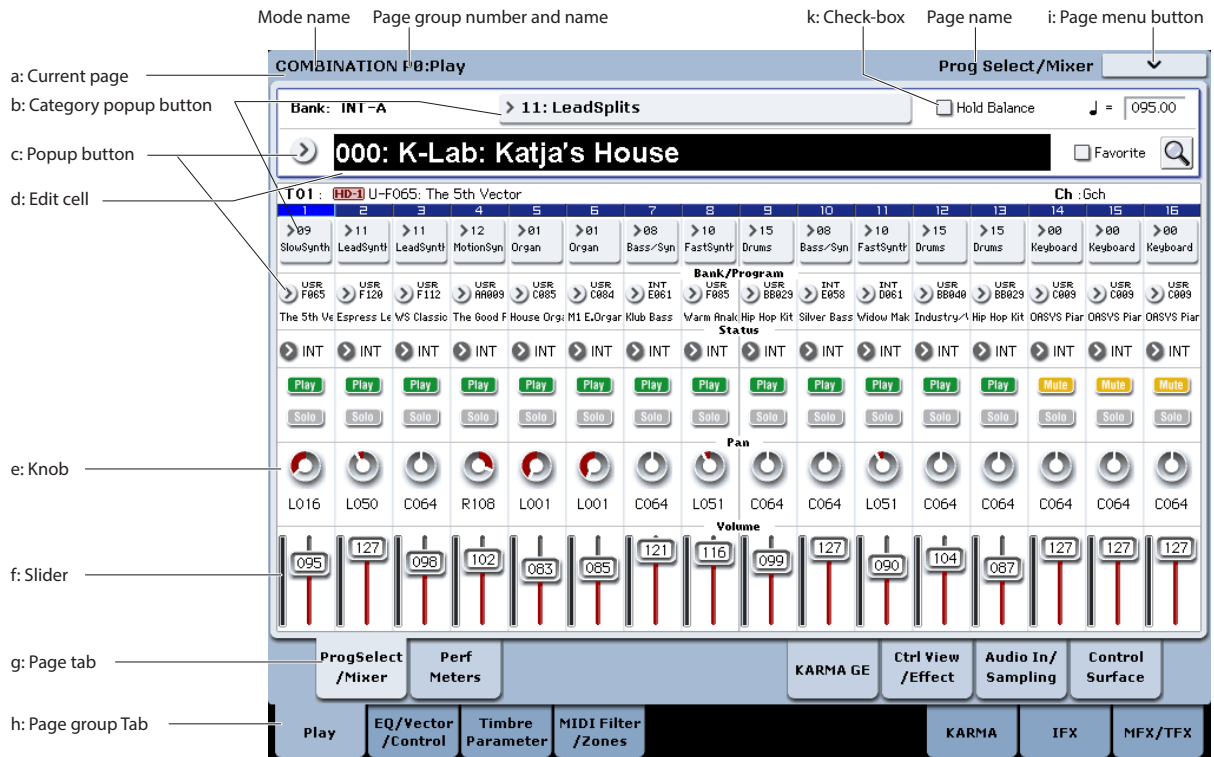 Mode name
Page group number and name
k: Check-box
Page name
i: Page menu button
a: Current page
COMBINATION P0:Play
Prog Select/Mixer
b: Category popup button
Bank: INT-A
11: LeadSplits
Hold Balance
♩ = 095.00
c: Popup button
000: K-Lab: Katja's House
Favorite
d: Edit cell
T01 : HD-1 U-F065: The 5th Vector
Ch :Gch
1 2 3 4 5 6 7 8 9 10 11 12 13 14 15 16
09 11 11 12 01 01 08 10 15 08 10 15 15 00 00 00
SlowSynth LeadSynth LeadSynth MotionSyn Organ Organ Bass/Syn FastSynth Drums Bass/Syn FastSynth Drums Drums Keyboard Keyboard Keyboard
Bank/Program
USR USR USR USR USR USR INT USR USR INT INT USR USR USR USR USR
F065 F120 F112 AA009 C085 C084 E061 F085 BB029 E058 D061 BB040 BB029 C009 C009 C009
The 5th Ve Espress Le WS Classic The Good F House Orga M1 E.Organ Klub Bass Warm Analo Hip Hop Kit Silver Bass Widow Mak Industry/\ Hip Hop Kit OASYS Pian OASYS Pian OASYS Pian
Status
INT INT INT INT INT INT INT INT INT INT INT INT INT INT INT INT
Play Play Play Play Play Play Play Play Play Play Play Play Play Mute Mute Mute
Solo Solo Solo Solo Solo Solo Solo Solo Solo Solo Solo Solo Solo Solo Solo Solo
Pan
e: Knob
L016 L050 C064 R108 L001 L001 C064 L051 C064 C064 L051 C064 C064 C064 C064 C064
Volume
095 127 098 102 083 085 121 116 099 127 090 104 087 127 127 127
f: Slider
g: Page tab
ProgSelect
/Mixer
Perf
Meters
KARMA GE
Ctrl View
/Effect
Audio In/
Sampling
Control
Surface
h: Page group Tab
Play
EQ/Vector
/Control
Timbre
Parameter
MIDI Filter
/Zones
KARMA
IFX
MFX/TFX